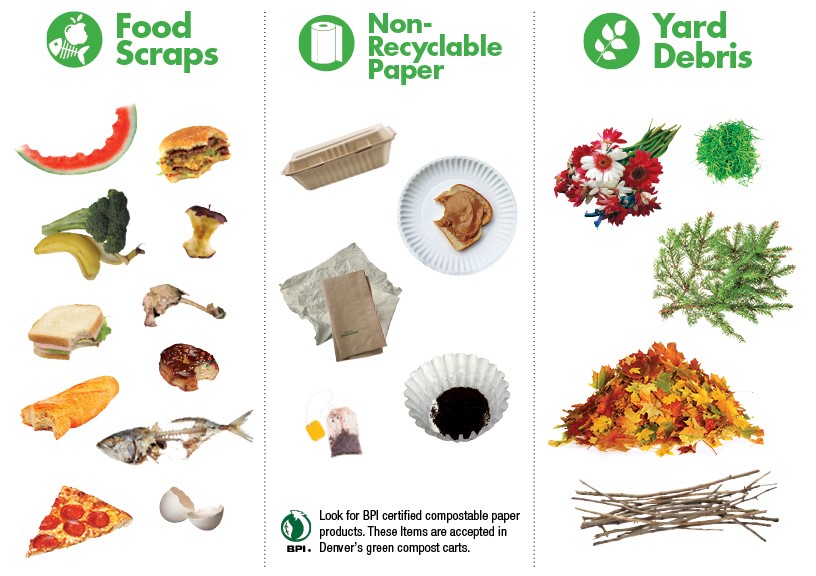 Food
Scraps
Non-
Recyclable
Paper
Yard
Debris
BPI
Look for BPI certified compostable paper
products. These Items are accepted in
Denver's green compost carts.